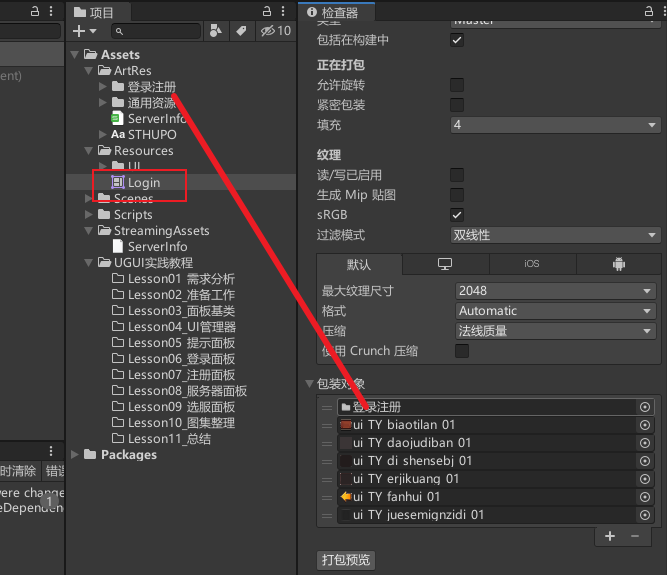 项目
检查器
10
ent)
Assets
ArtRes
登录注册
通用资源
ServerInfo
Aa STHUPO
Resources
UI
Login
Scenes
Scripts
StreamingAssets
ServerInfo
UGUI实践教程
Lesson01 需求分析
Lesson02_准备工作
Lesson03_面板基类
Lesson04_UI管理器
Lesson05 提示面板
Lesson06_登录面板
Lesson07_注册面板
Lesson08_服务器面板
Lesson09 选服面板
Lesson10_图集整理
Lesson11_总结
Packages
时清除 错误
1
were change
eDependen
类型 Master
包括在构建中
正在打包
允许旋转
紧密包装
填充 4
纹理
读/写已启用
生成 Mip 贴图
sRGB
过滤模式 双线性
默认 iOS
最大纹理尺寸 2048
格式 Automatic
压缩 法线质量
使用 Crunch 压缩
包装对象
登录注册
ui TY biaotilan 01
ui TY daojudiban 01
ui TY di shensebj 01
ui TY erjikuang 01
ui TY fanhui 01
ui TY juesemignzidi 01
+ −
打包预览